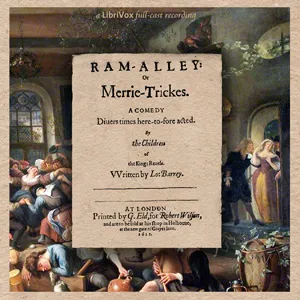 a LibriVox full-cast recording
RAM-ALLEY:
Or
Merrie-Trickes.
A COMEDY
Diuers times here-to-fore acted.
By
the Children
of
the Kings Reuels.
Written by Lo: Barrey.
AT LONDON
Printed by G. Eld, for Robert Wilson,
and are to be sold at his shop in Holborne,
at the new gate of Grayes Inne.
1611.